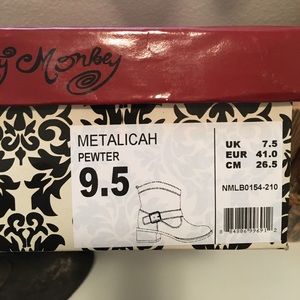 y Monkey
METALICAH
PEWTER
9.5
UK 7.5
EUR 41.0
CM 26.5
NMLB0154-210